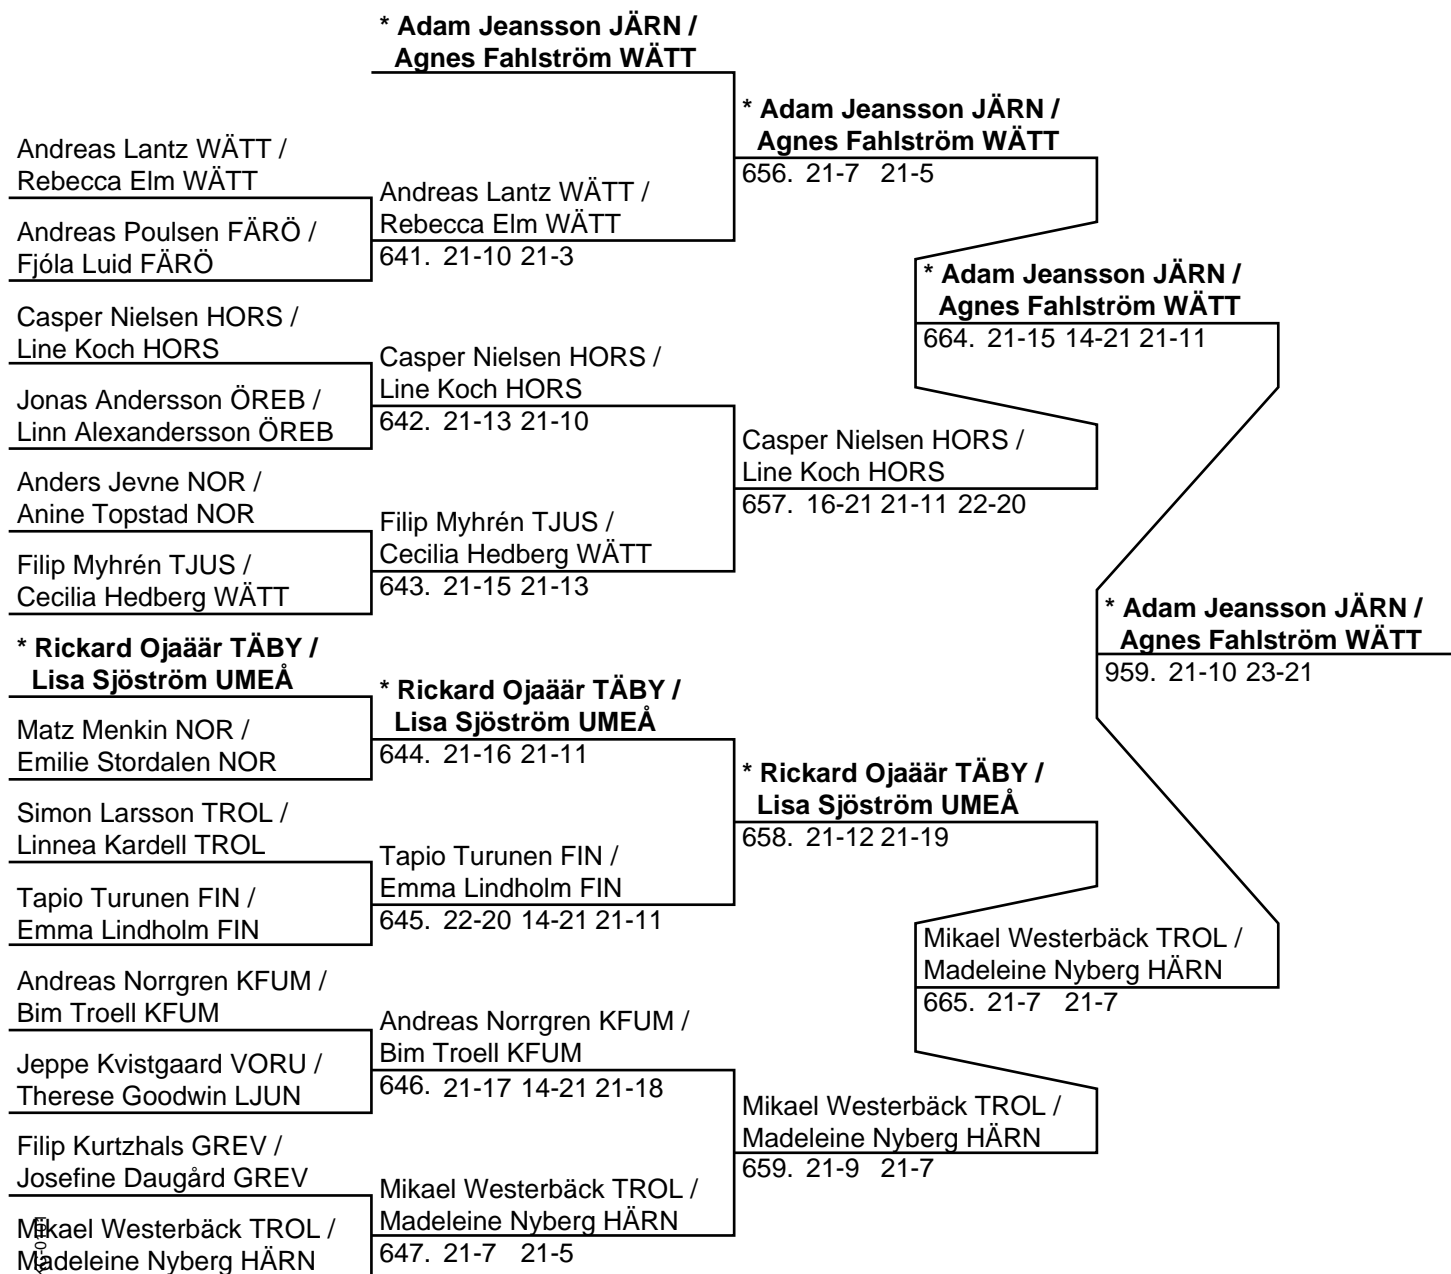 * Adam Jeansson JÄRN /
Agnes Fahlström WÄTT
* Adam Jeansson JÄRN /
Agnes Fahlström WÄTT
656. 21-7 21-5
Andreas Lantz WÄTT /
Rebecca Elm WÄTT
Andreas Lantz WÄTT /
Rebecca Elm WÄTT
641. 21-10 21-3
Andreas Poulsen FÄRÖ /
Fjóla Luid FÄRÖ
* Adam Jeansson JÄRN /
Agnes Fahlström WÄTT
664. 21-15 14-21 21-11
Casper Nielsen HORS /
Line Koch HORS
Casper Nielsen HORS /
Line Koch HORS
642. 21-13 21-10
Jonas Andersson ÖREB /
Linn Alexandersson ÖREB
Casper Nielsen HORS /
Line Koch HORS
657. 16-21 21-11 22-20
Anders Jevne NOR /
Anine Topstad NOR
Filip Myhrén TJUS /
Cecilia Hedberg WÄTT
643. 21-15 21-13
Filip Myhrén TJUS /
Cecilia Hedberg WÄTT
* Adam Jeansson JÄRN /
Agnes Fahlström WÄTT
959. 21-10 23-21
* Rickard Ojaäär TÄBY /
Lisa Sjöström UMEÅ
* Rickard Ojaäär TÄBY /
Lisa Sjöström UMEÅ
644. 21-16 21-11
Matz Menkin NOR /
Emilie Stordalen NOR
* Rickard Ojaäär TÄBY /
Lisa Sjöström UMEÅ
658. 21-12 21-19
Simon Larsson TROL /
Linnea Kardell TROL
Tapio Turunen FIN /
Emma Lindholm FIN
645. 22-20 14-21 21-11
Tapio Turunen FIN /
Emma Lindholm FIN
Mikael Westerbäck TROL /
Madeleine Nyberg HÄRN
665. 21-7 21-7
Andreas Norrgren KFUM /
Bim Troell KFUM
Andreas Norrgren KFUM /
Bim Troell KFUM
646. 21-17 14-21 21-18
Jeppe Kvistgaard VORU /
Therese Goodwin LJUN
Mikael Westerbäck TROL /
Madeleine Nyberg HÄRN
659. 21-9 21-7
Filip Kurtzhals GREV /
Josefine Daugård GREV
Mikael Westerbäck TROL /
Madeleine Nyberg HÄRN
647. 21-7 21-5
Mikael Westerbäck TROL /
Madeleine Nyberg HÄRN